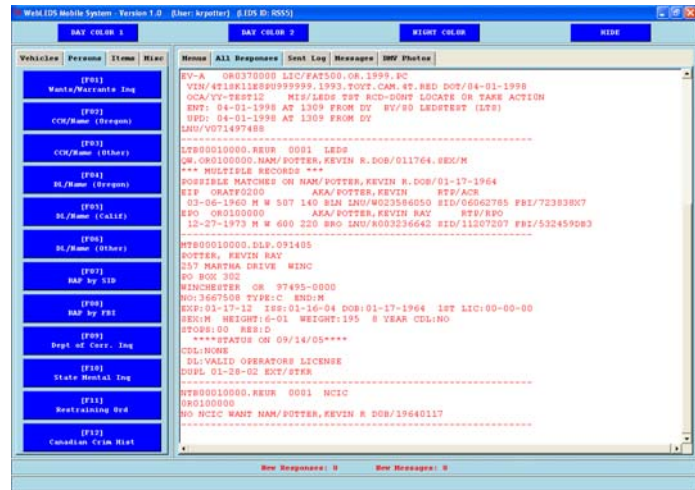 WebLEDS Mobile System - Version 1.0 (User: krpotter) (LEDS ID: RS55)
DAY COLOR 1
DAY COLOR 2
NIGHT COLOR
HIDE
Vehicles Persons Items Misc
Menus All Responses Sent Log Messages DMV Photos
[F01]
Wants/Warrants Inq
[F02]
CCH/Name (Oregon)
[F03]
CCH/Name (Other)
[F04]
DL/Name (Oregon)
[F05]
DL/Name (Calif)
[F06]
DL/Name (Other)
[F07]
RAP by SID
[F08]
RAP by FBI
[F09]
Dept of Corr. Inq
[F10]
State Mental Inq
[F11]
Restraining Ord
[F12]
Canadian Crim Hist
EV-A OR0370000 LIC/FAT500.OR.1999.PC
VIN/4T1SK11E8PU999999.1993.TOYT.CAM.4T.RED DOT/04-01-1998
OCA/YY-TEST12 MIS/LEDS TST RCD-DONT LOCATE OR TAKE ACTION
ENT: 04-01-1998 AT 1309 FROM DY BY/80 LEDSTEST (LTS)
UPD: 04-01-1998 AT 1309 FROM DY
LNU/V071497488
LTB00010000.REUR 0001 LEDS
QW.OR0100000.NAM/POTTER,KEVIN R.DOB/011764.SEX/M
*** MULTIPLE RECORDS ***
POSSIBLE MATCHES ON NAM/POTTER,KEVIN R.DOB/01-17-1964
EIP ORATF0200 AKA/POTTER,KEVIN RTP/ACR
03-06-1960 M W 507 140 BLN LNU/W023586050 SID/06062785 FBI/723838X7
EPO OR0100000 AKA/POTTER,KEVIN RAY RTP/RPO
12-27-1973 M W 600 220 BRO LNU/R003236642 SID/11207207 FBI/532459DB3
MTB00010000.DLP.091405
POTTER, KEVIN RAY
257 MARTHA DRIVE WINC
PO BOX 302
WINCHESTER OR 97495-0000
NO:3667508 TYPE:C END:M
EXP:01-17-12 ISS:01-16-04 DOB:01-17-1964 1ST LIC:00-00-00
SEX:M HEIGHT:6-01 WEIGHT:195 8 YEAR CDL:NO
STOPS:00 RES:D
****STATUS ON 09/14/05****
CDL:NONE
DL:VALID OPERATORS LICENSE
DUPL 01-28-02 EXT/STKR
NTB00010000.REUR 0001 NCIC
OR0100000
NO NCIC WANT NAM/POTTER,KEVIN R DOB/19640117
New Responses: 0 New Messages: 0